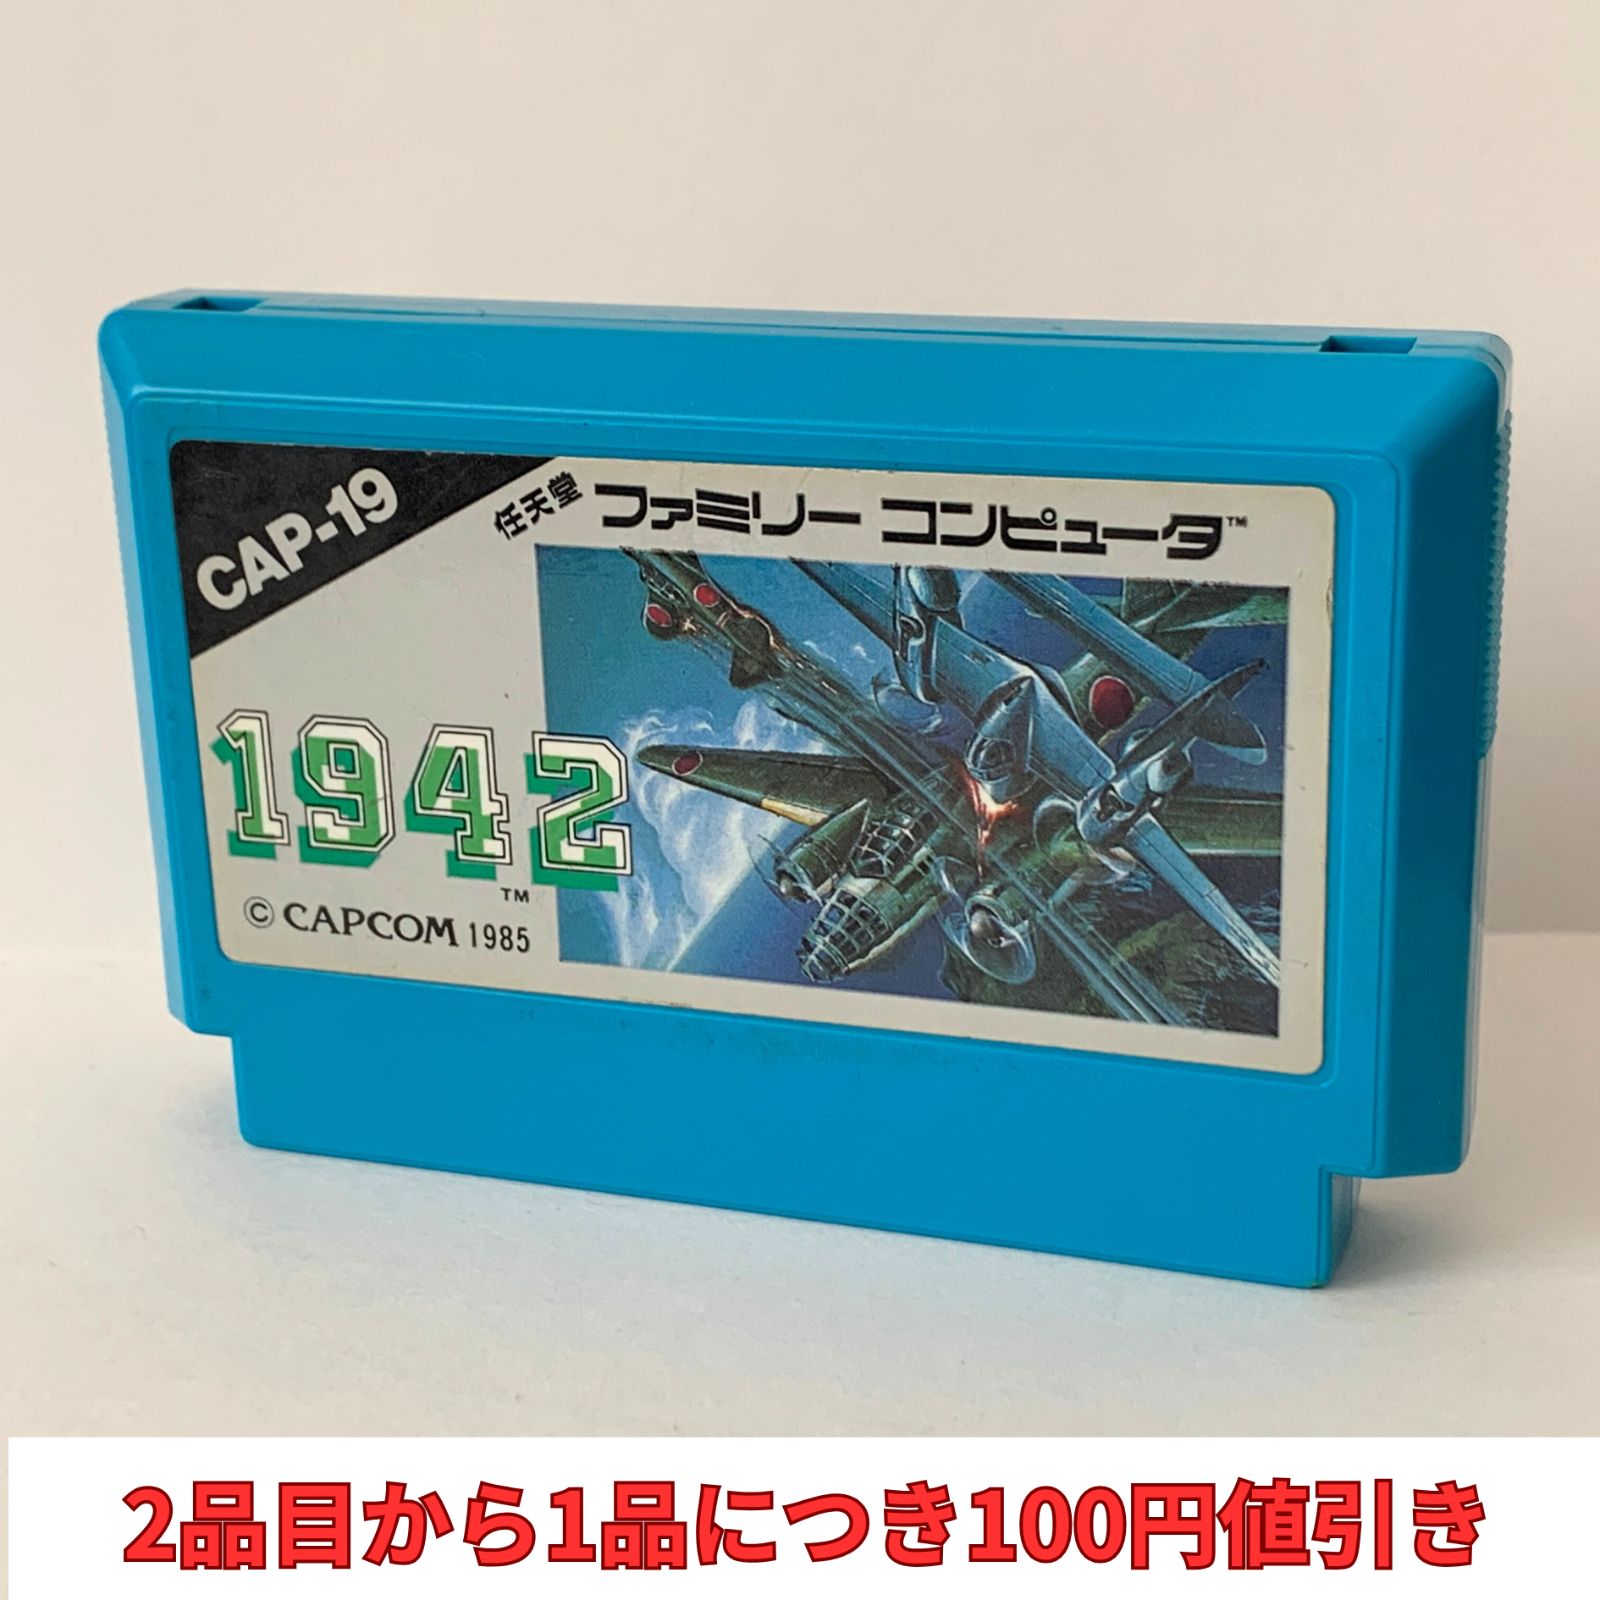 CAP-19
任天堂 ファミリー コンピュータ™
1942
™
© CAPCOM 1985
2品目から1品につき100円値引き